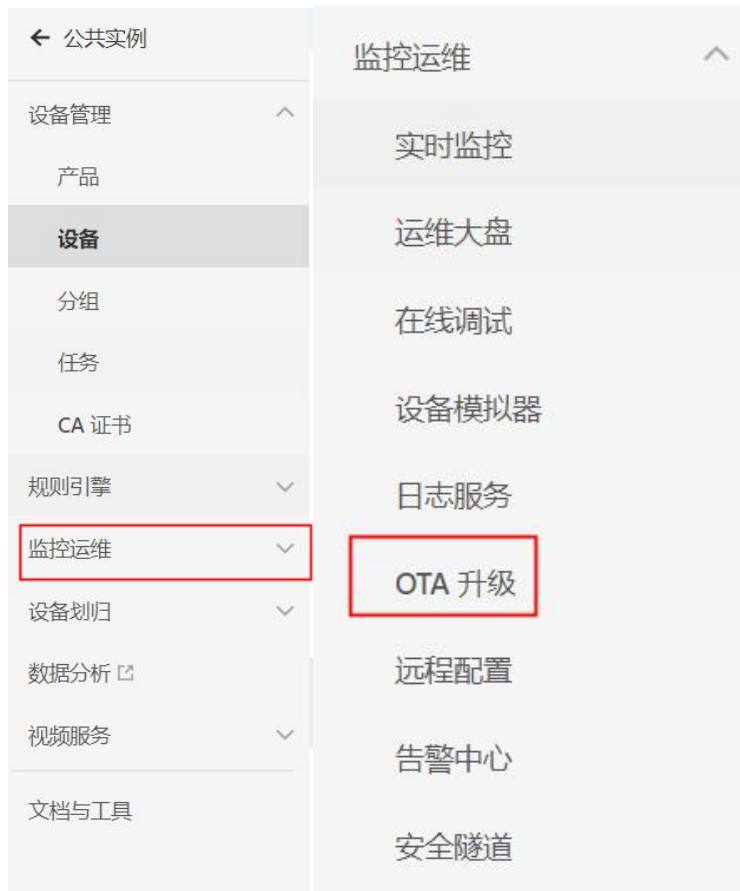 公共实例
设备管理
产品
设备
分组
任务
CA 证书
规则引擎
监控运维
设备划归
数据分析
视频服务
文档与工具
监控运维
实时监控
运维大盘
在线调试
设备模拟器
日志服务
OTA 升级
远程配置
告警中心
安全隧道